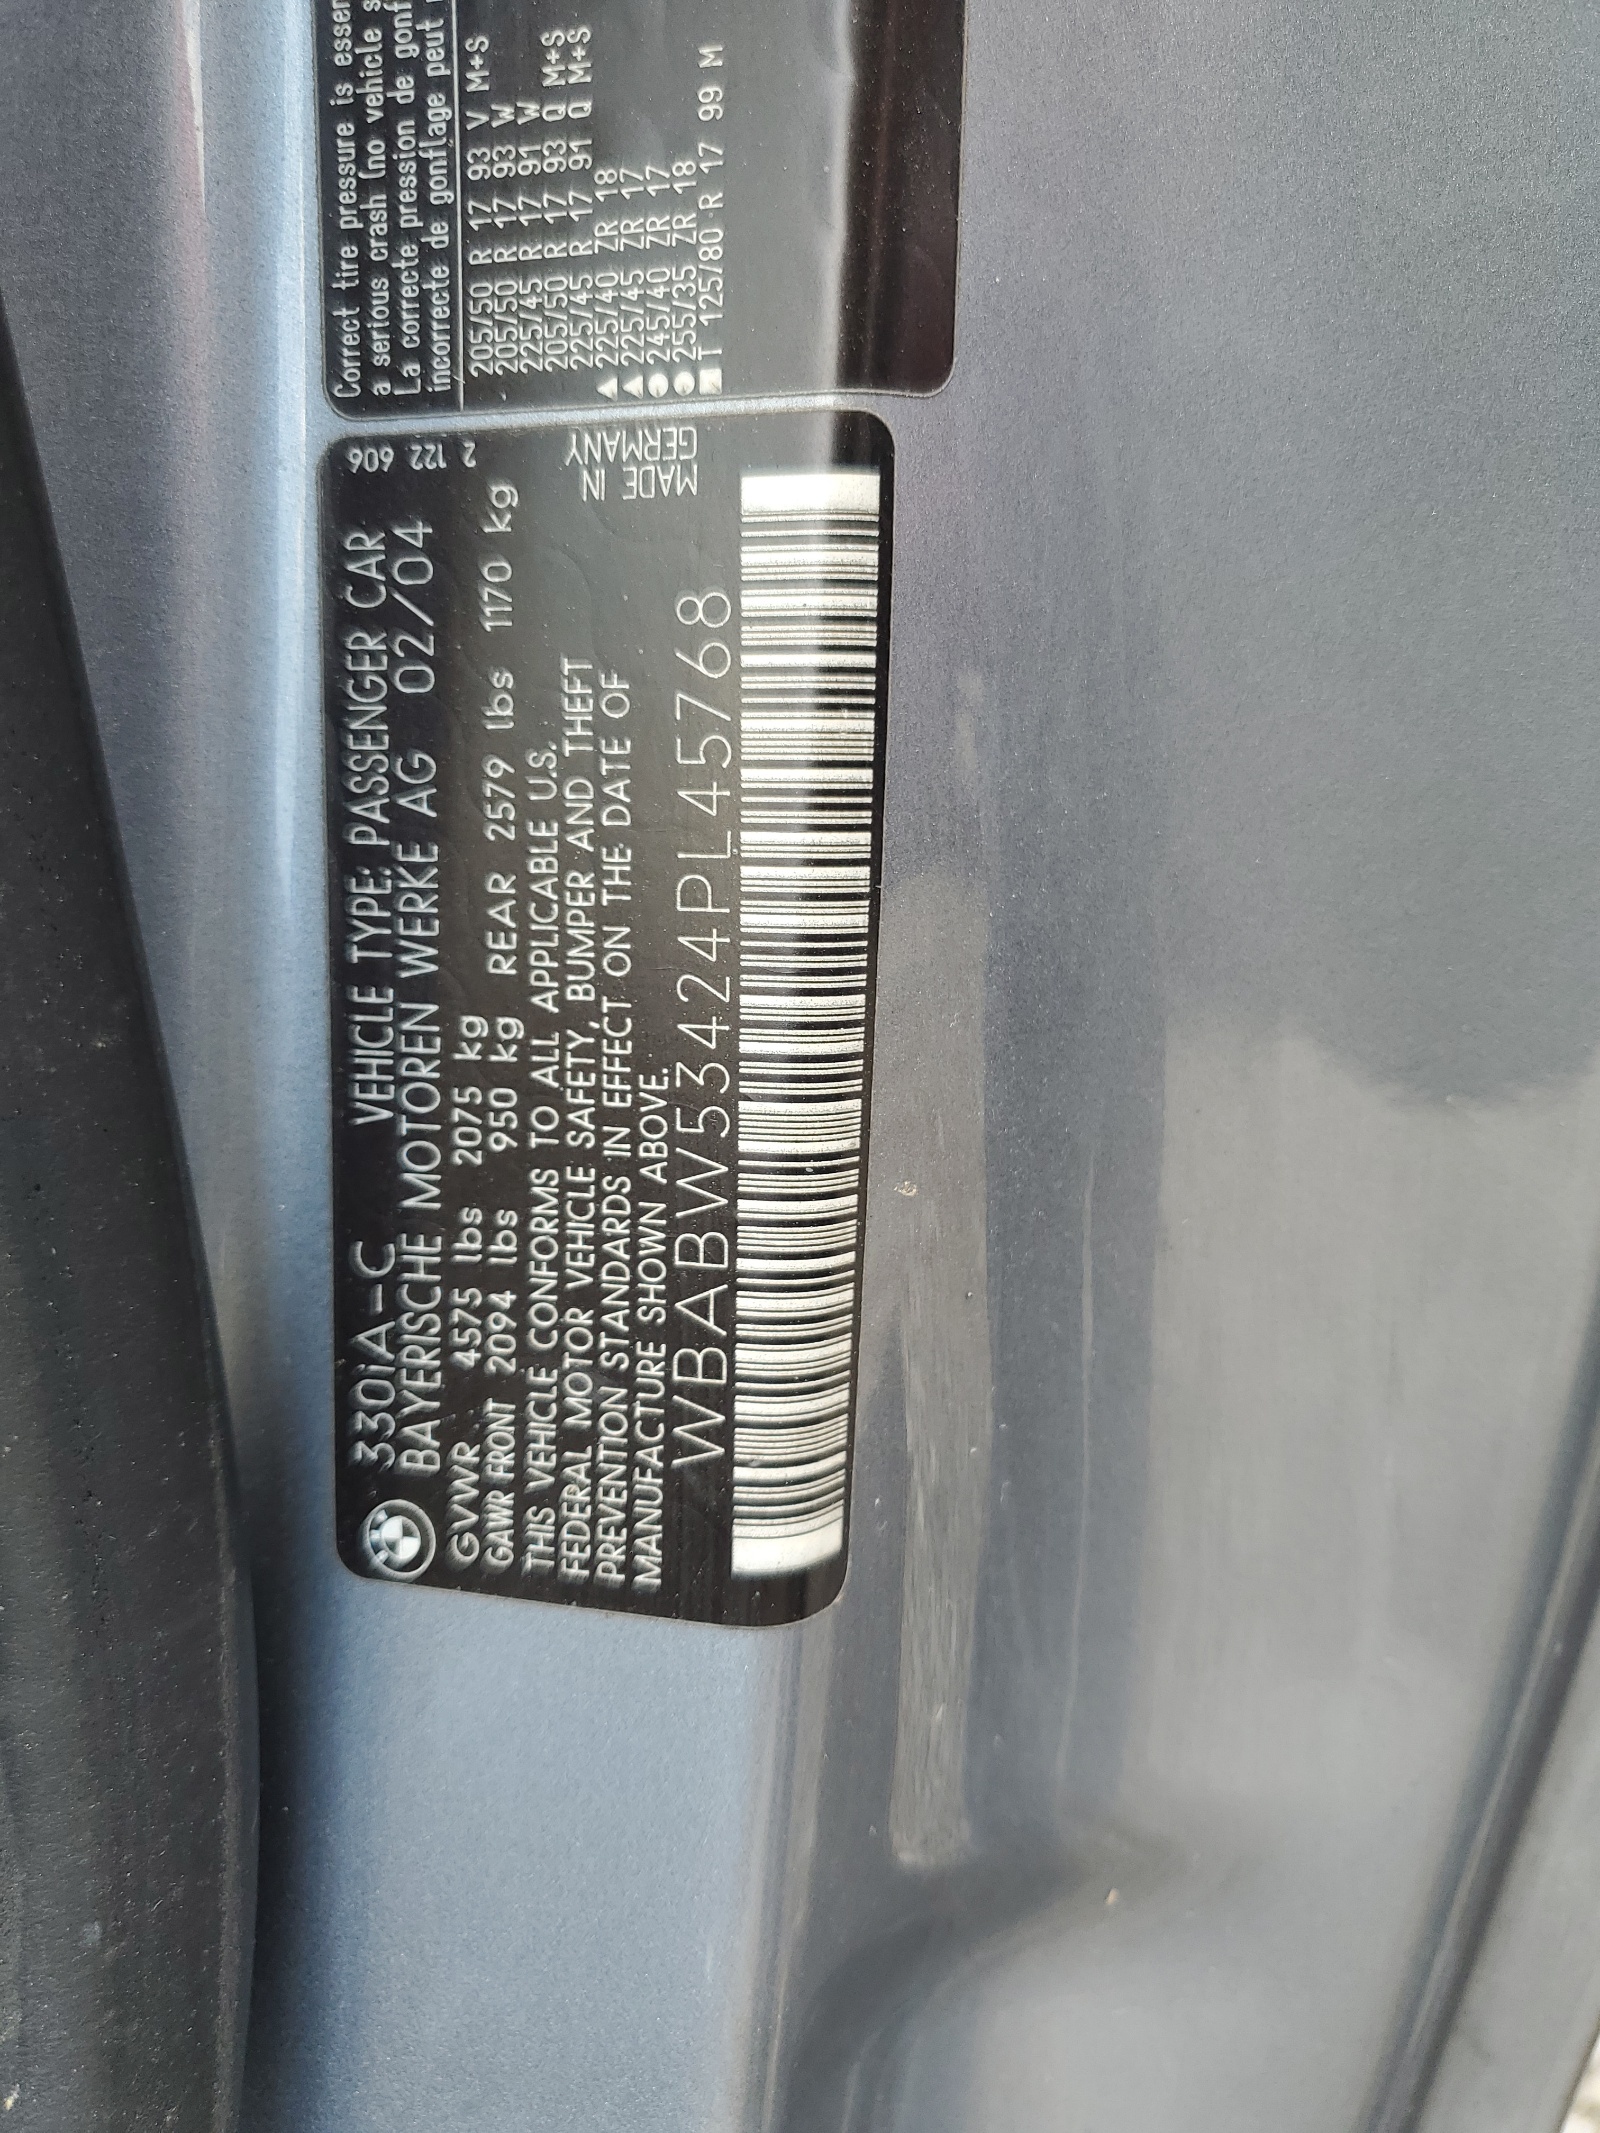 330iA-C VEHICLE TYPE: PASSENGER CAR
BAYERISCHE MOTOREN WERKE AG 02/04
GVWR 4575 lbs 2075 kg
GAWR FRONT 2094 lbs 950 kg REAR 2579 lbs 1170 kg
THIS VEHICLE CONFORMS TO ALL APPLICABLE U.S.
FEDERAL MOTOR VEHICLE SAFETY, BUMPER AND THEFT
PREVENTION STANDARDS IN EFFECT ON THE DATE OF
MANUFACTURE SHOWN ABOVE.
WBABW53424PL45768
2 122 606
MADE IN
GERMANY
Correct tire pressure is
a serious crash (no vehicle
La correcte pression de
incorrecte de gonflage peut
205/50 R 17 93 V M+S
205/50 R 17 93 W
225/45 R 17 91 W
205/50 R 17 93 Q M+S
225/45 R 17 91 Q M+S
▲ 225/40 ZR 18
▲ 225/45 ZR 17
● 245/40 ZR 17
● 255/35 ZR 18
■ T 125/80 R 17 99 M